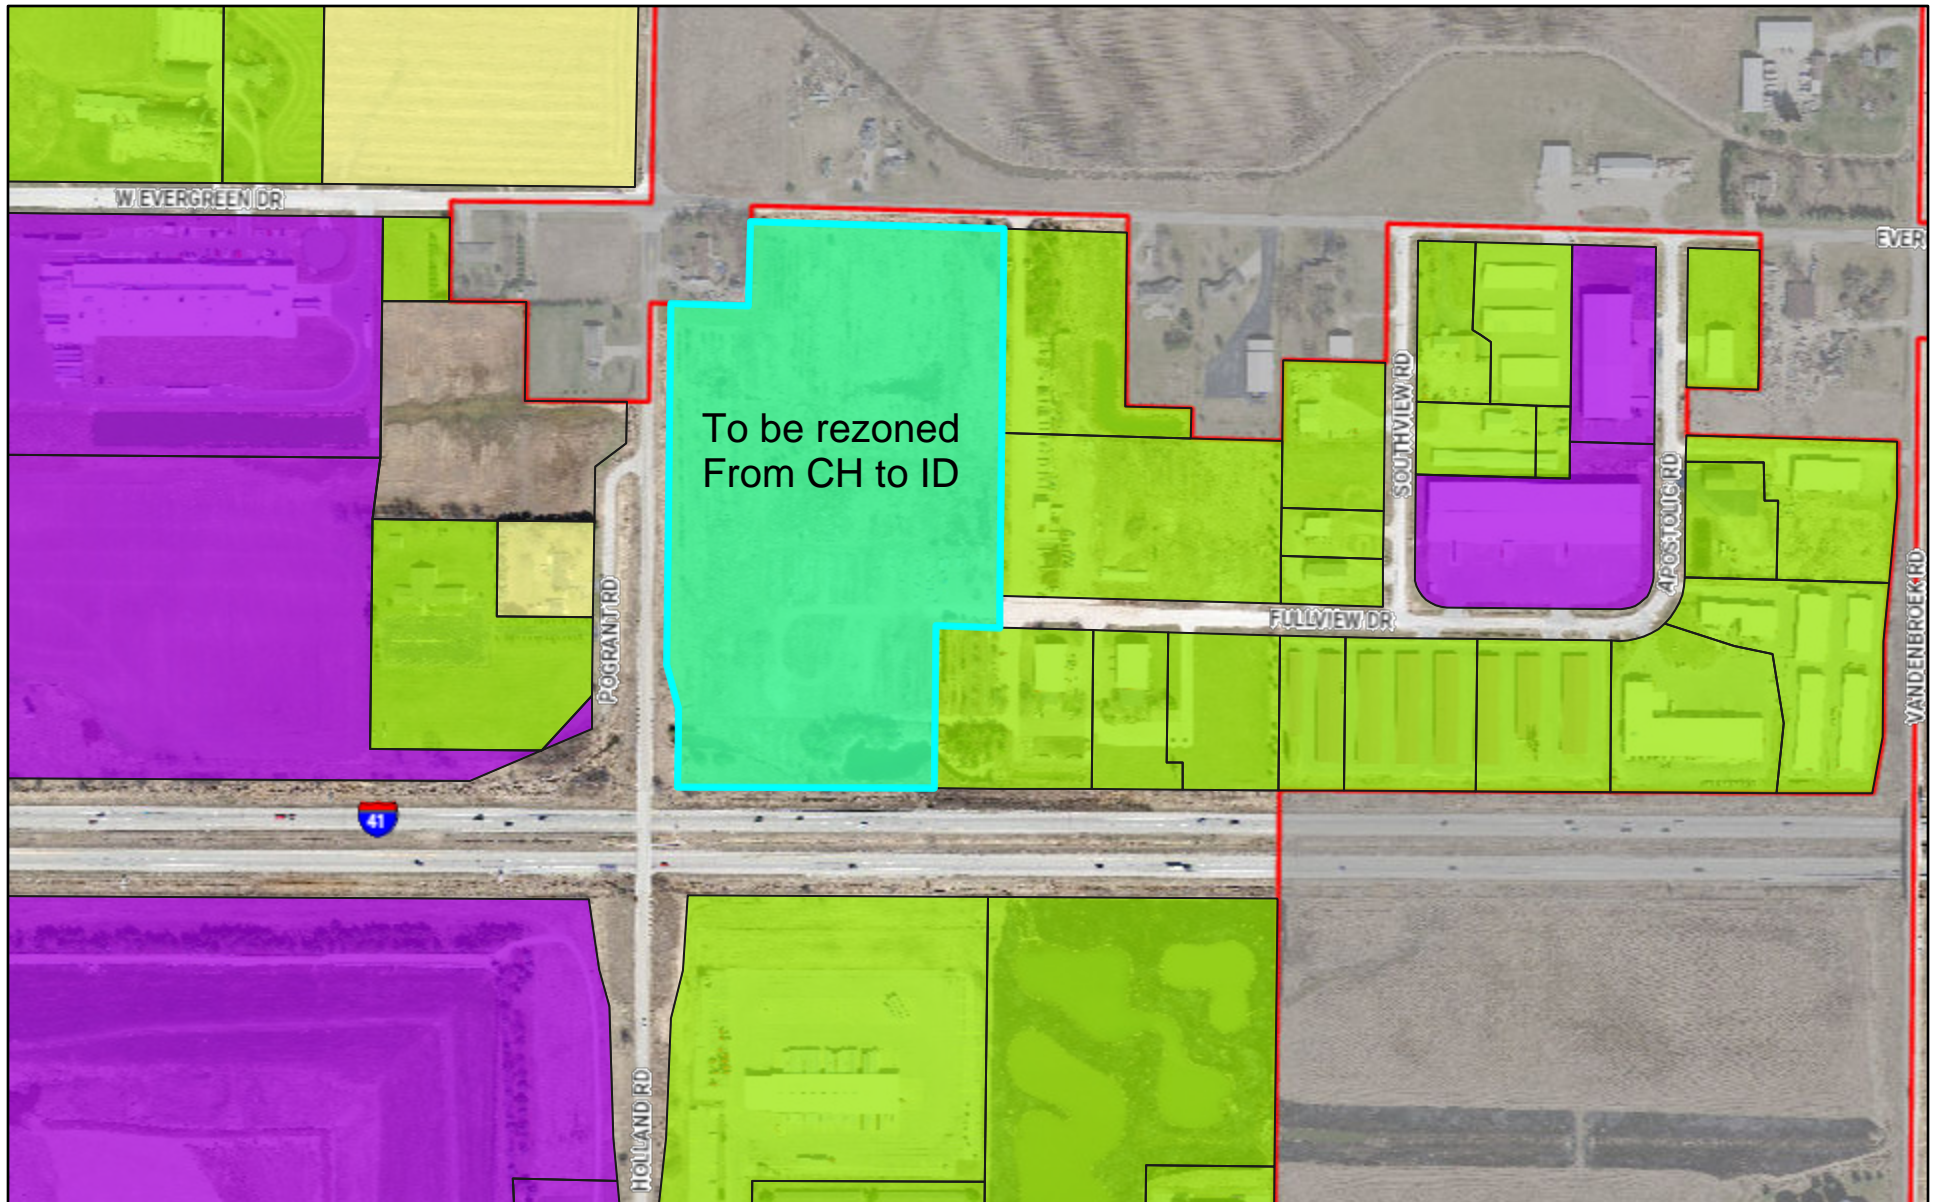 W EVERGREEN DR
EVER
To be rezoned
From CH to ID
SOUTHVIEW RD
APOSTOLIC RD
POGRANT RD
FULLVIEW DR
VANDENBROEK RD
41
HOLLAND RD